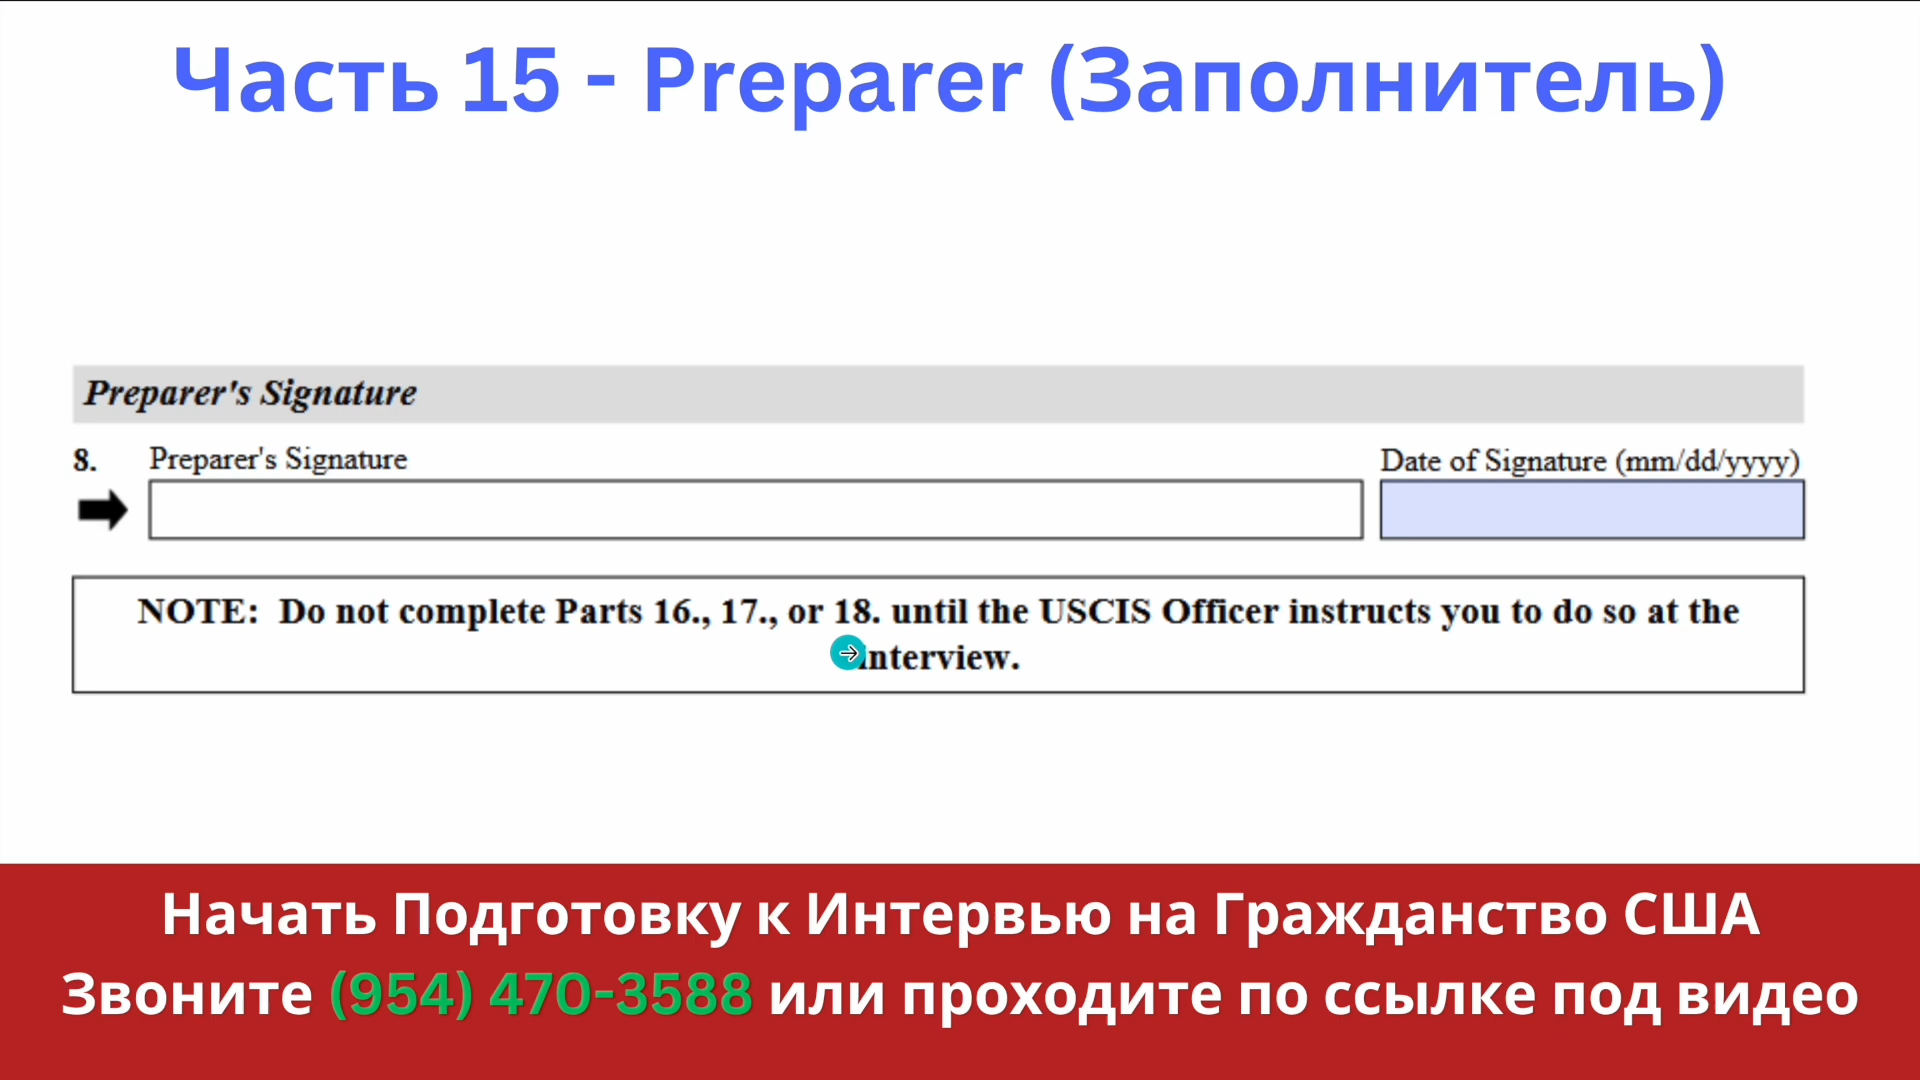 Часть 15 - Preparer (Заполнитель)
Preparer's Signature
8. Preparer's Signature
Date of Signature (mm/dd/yyyy)
NOTE: Do not complete Parts 16., 17., or 18. until the USCIS Officer instructs you to do so at the
interview.
Начать Подготовку к Интервью на Гражданство США
Звоните (954) 470-3588 или проходите по ссылке под видео